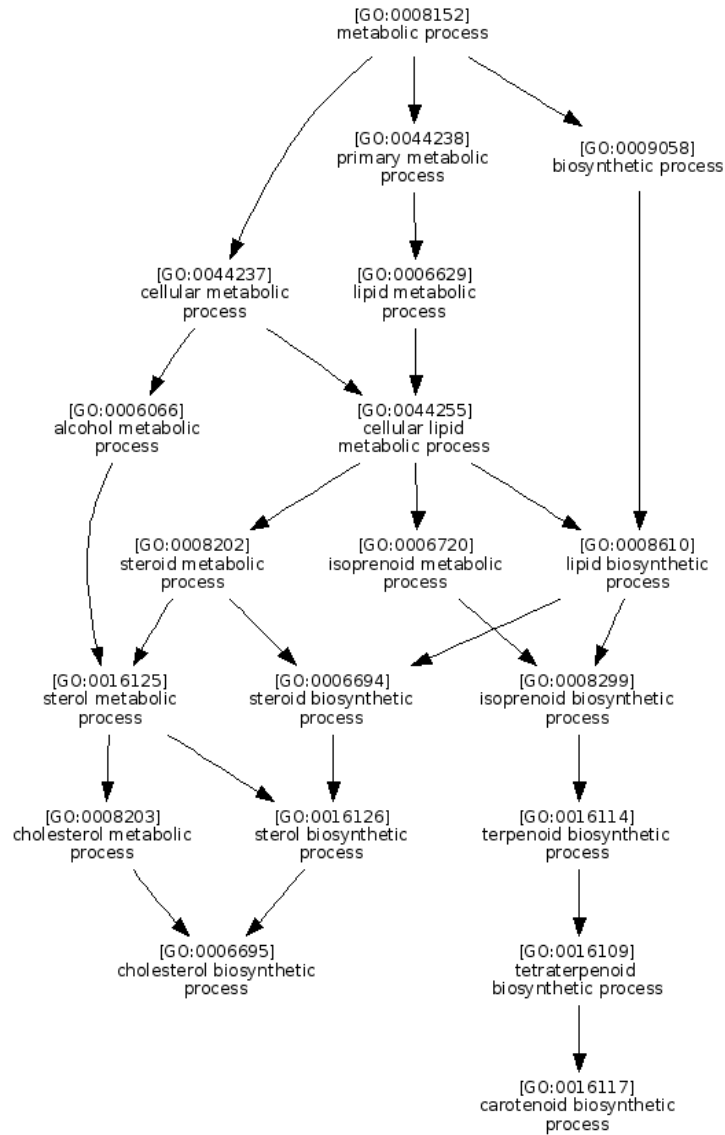 [GO:0008152]
metabolic process
[GO:0044238]
primary metabolic
process
[GO:0009058]
biosynthetic process
[GO:0044237]
cellular metabolic
process
[GO:0006629]
lipid metabolic
process
[GO:0006066]
alcohol metabolic
process
[GO:0044255]
cellular lipid
metabolic process
[GO:0008202]
steroid metabolic
process
[GO:0006720]
isoprenoid metabolic
process
[GO:0008610]
lipid biosynthetic
process
[GO:0016125]
sterol metabolic
process
[GO:0006694]
steroid biosynthetic
process
[GO:0008299]
isoprenoid biosynthetic
process
[GO:0008203]
cholesterol metabolic
process
[GO:0016126]
sterol biosynthetic
process
[GO:0016114]
terpenoid biosynthetic
process
[GO:0006695]
cholesterol biosynthetic
process
[GO:0016109]
tetraterpenoid
biosynthetic process
[GO:0016117]
carotenoid biosynthetic
process